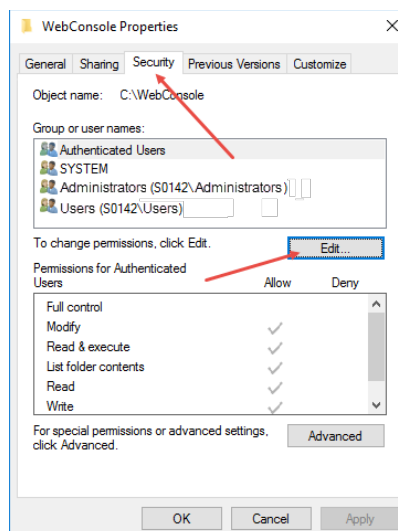 WebConsole Properties
General Sharing Security Previous Versions Customize
Object name: C:\WebConsole
Group or user names:
Authenticated Users
SYSTEM
Administrators (S0142\Administrators)
Users (S0142\Users)
To change permissions, click Edit.
Edit...
Permissions for Authenticated
Users
Allow Deny
Full control
Modify
Read & execute
List folder contents
Read
Write
For special permissions or advanced settings,
click Advanced.
Advanced
OK Cancel Apply